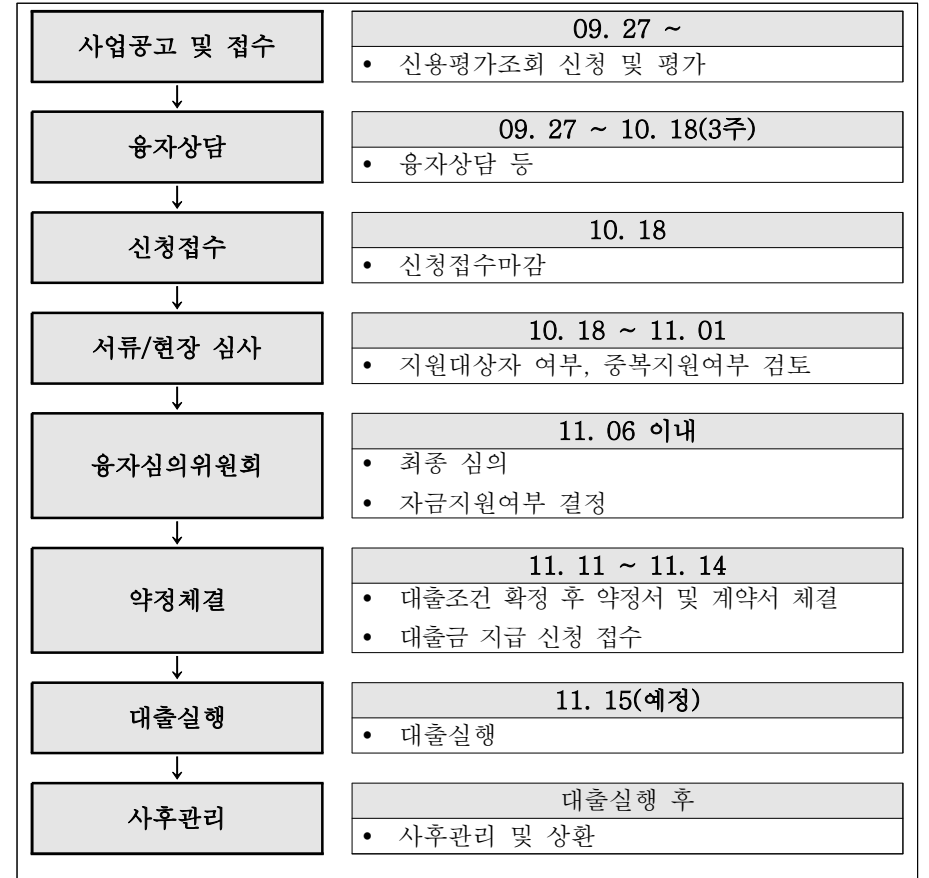 사업공고 및 접수
09. 27 ~
• 신용평가조회 신청 및 평가
↓
융자상담
09. 27 ~ 10. 18(3주)
• 융자상담 등
↓
신청접수
10. 18
• 신청접수마감
↓
서류/현장 심사
10. 18 ~ 11. 01
• 지원대상자 여부, 중복지원여부 검토
↓
융자심의위원회
11. 06 이내
• 최종 심의
• 자금지원여부 결정
↓
약정체결
11. 11 ~ 11. 14
• 대출조건 확정 후 약정서 및 계약서 체결
• 대출금 지급 신청 접수
↓
대출실행
11. 15(예정)
• 대출실행
↓
사후관리
대출실행 후
• 사후관리 및 상환